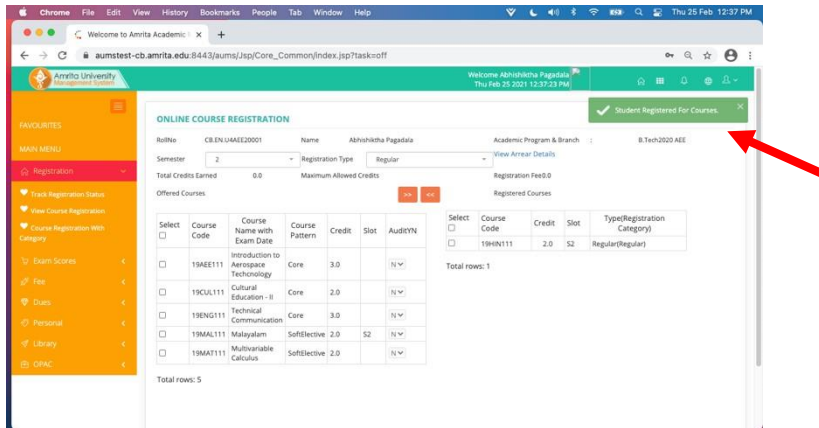 Chrome File Edit View History Bookmarks People Tab Window Help Thu 25 Feb 12:37 PM
Welcome to Amrita Academic
aumstest-cb.amrita.edu:8443/aums/Jsp/Core_Common/index.jsp?task=off
Amrita University
Management System
Welcome Abhishiktha Pagadala
Thu Feb 25 2021 12:37:23 PM
Student Registered For Courses.
FAVOURITES
MAIN MENU
Registration
Track Registration Status
View Course Registration
Course Registration With
Category
Exam Scores
Fee
Dues
Personal
Library
OPAC
ONLINE COURSE REGISTRATION
RollNo CB.EN.U4AEE20001 Name Abhishiktha Pagadala Academic Program & Branch : B.Tech2020 AEE
Semester 2 Registration Type Regular View Arrear Details
Total Credits Earned 0.0 Maximum Allowed Credits Registration Fee0.0
Offered Courses >> << Registered Courses
Select Course Code Course Name with Exam Date Course Pattern Credit Slot AuditYN
19AEE111 Introduction to Aerospace Techcnology Core 3.0 N
19CUL111 Cultural Education - II Core 2.0 N
19ENG111 Technical Communication Core 3.0 N
19MAL111 Malayalam SoftElective 2.0 S2 N
19MAT111 Multivariable Calculus SoftElective 2.0 N
Total rows: 5
Select Course Code Credit Slot Type(Registration Category)
19HIN111 2.0 S2 Regular(Regular)
Total rows: 1